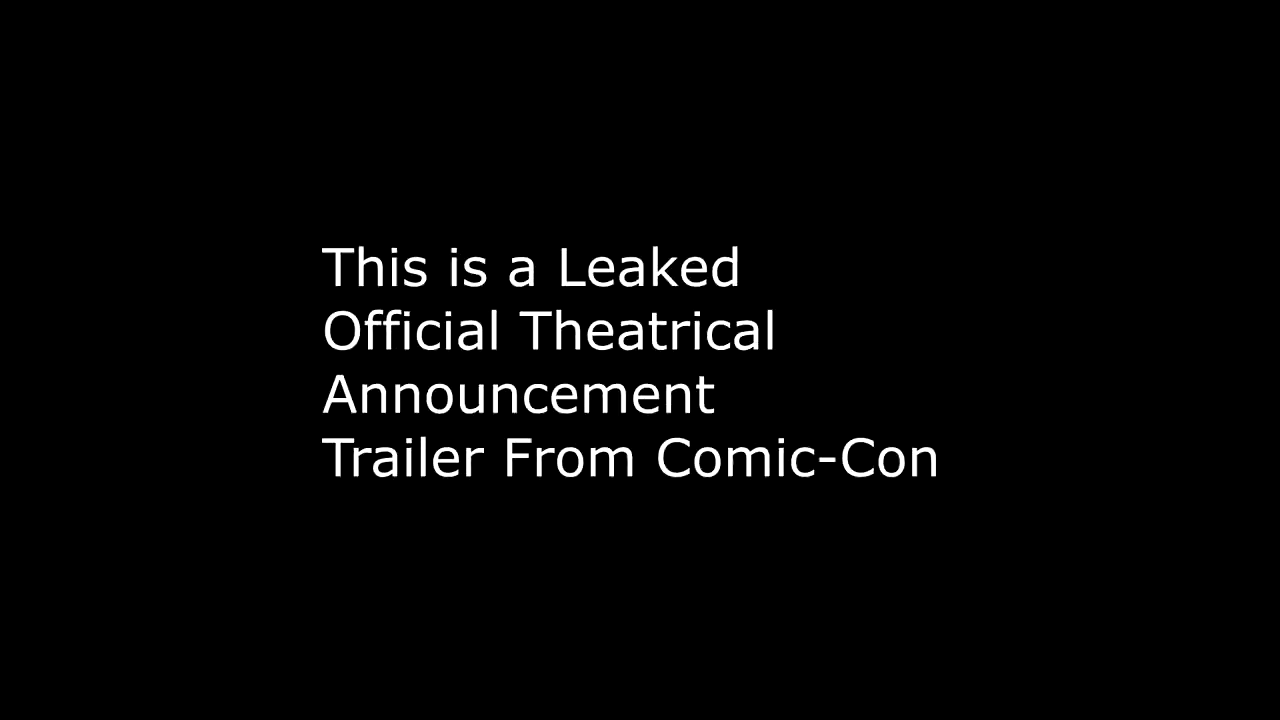 This is a Leaked
Official Theatrical
Announcement
Trailer From Comic-Con